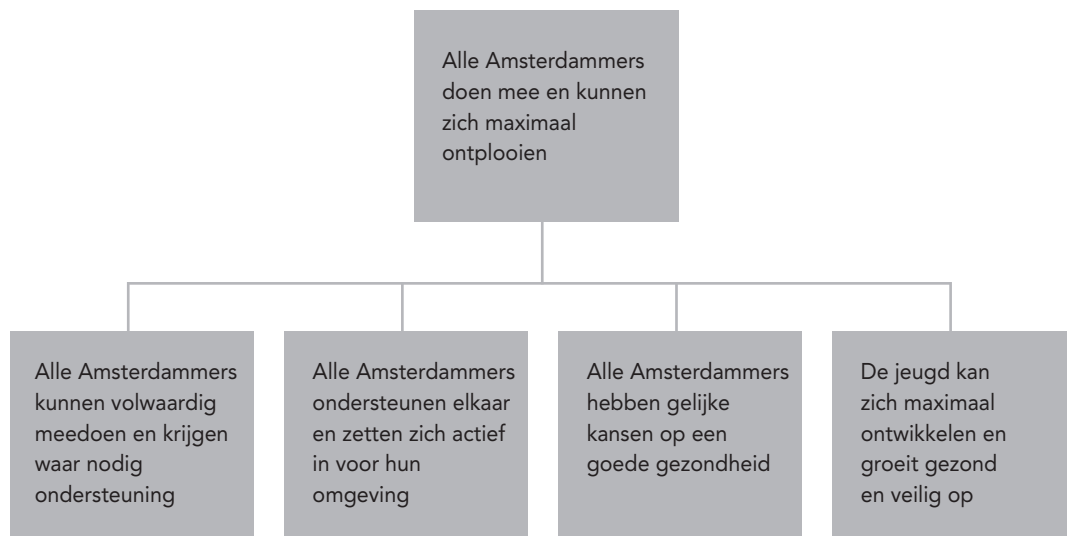 Alle Amsterdammers
doen mee en kunnen
zich maximaal
ontplooien
Alle Amsterdammers
kunnen volwaardig
meedoen en krijgen
waar nodig
ondersteuning
Alle Amsterdammers
ondersteunen elkaar
en zetten zich actief
in voor hun
omgeving
Alle Amsterdammers
hebben gelijke
kansen op een
goede gezondheid
De jeugd kan
zich maximaal
ontwikkelen en
groeit gezond
en veilig op